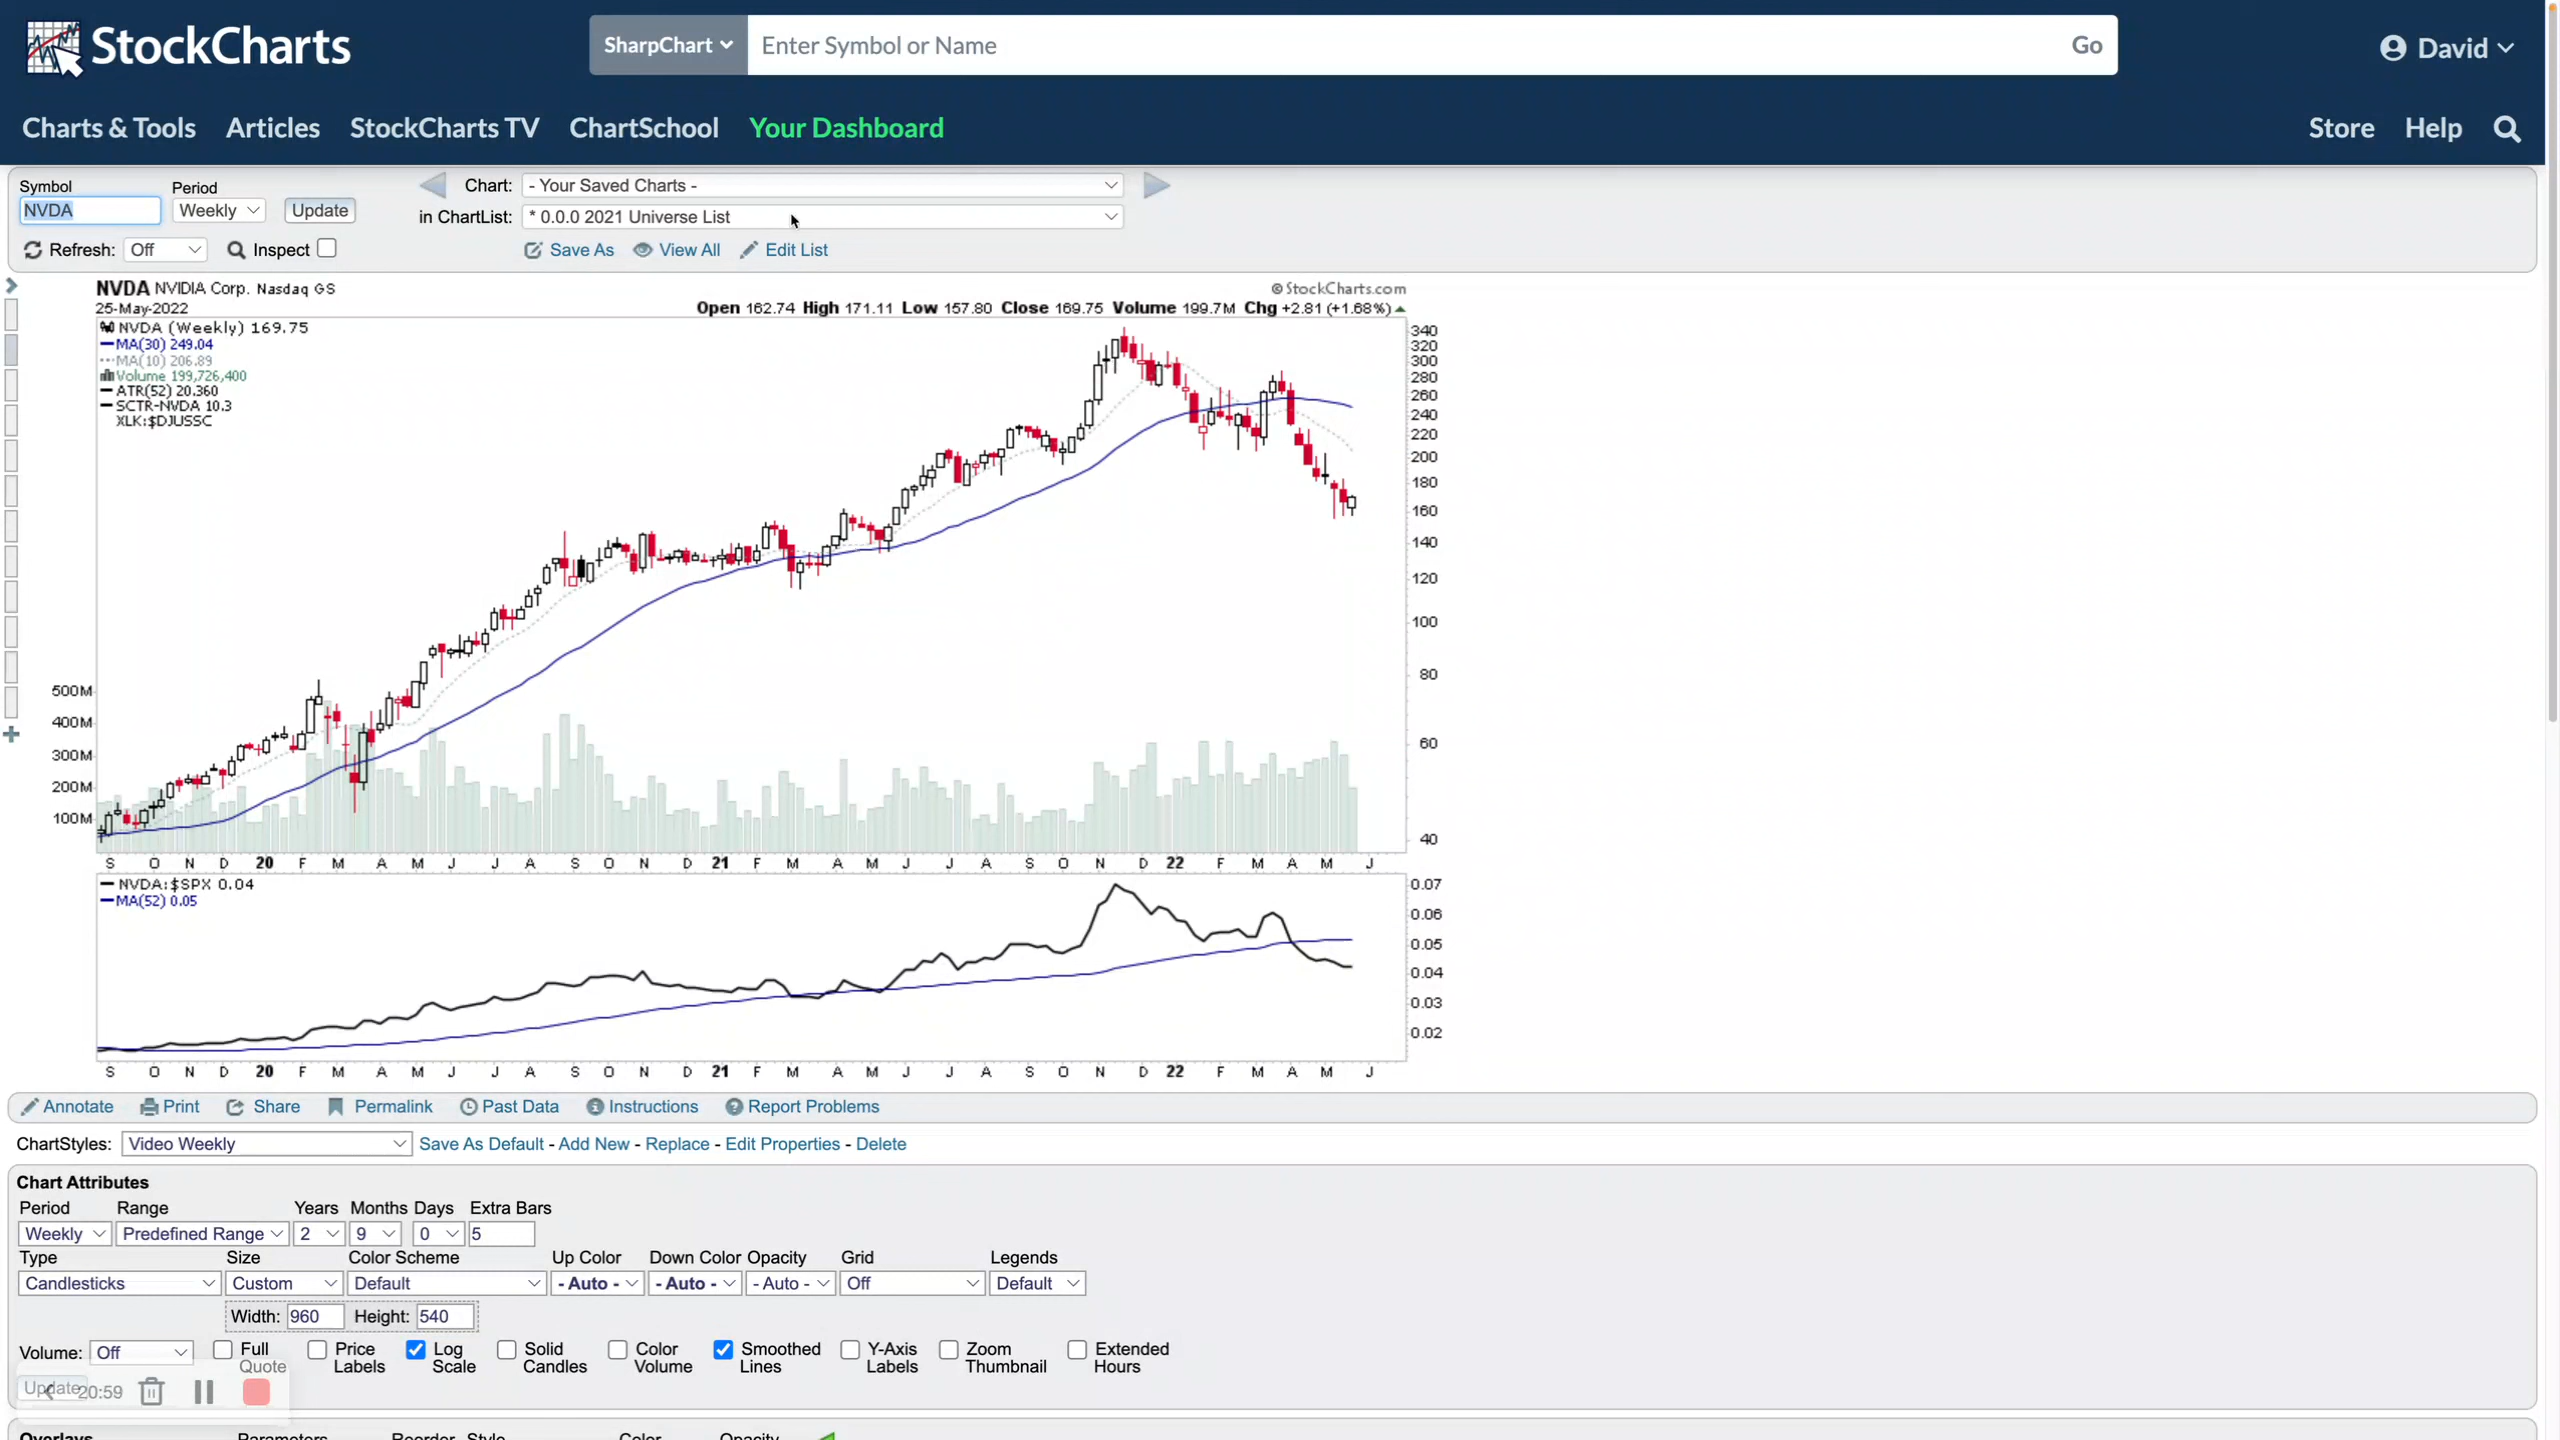 StockCharts
SharpChart Enter Symbol or Name Go
David
Charts & Tools Articles StockCharts TV ChartSchool Your Dashboard
Store Help
Symbol Period
NVDA Weekly Update
Chart: - Your Saved Charts -
in ChartList: * 0.0.0 2021 Universe List
Refresh: Off Inspect
Save As View All Edit List
NVDA NVIDIA Corp. Nasdaq GS
© StockCharts.com
25-May-2022
Open 162.74 High 171.11 Low 157.80 Close 169.75 Volume 199.7M Chg +2.81 (+1.68%)
NVDA (Weekly) 169.75
MA(30) 249.04
MA(10) 206.89
Volume 199,726,400
ATR(52) 20.360
SCTR-NVDA 10.3
XLK:$DJUSSC
340
320
300
280
260
240
220
200
180
160
140
120
100
80
60
40
500M
400M
300M
200M
100M
S O N D 20 F M A M J J A S O N D 21 F M A M J J A S O N D 22 F M A M J
NVDA:$SPX 0.04
MA(52) 0.05
0.07
0.06
0.05
0.04
0.03
0.02
S O N D 20 F M A M J J A S O N D 21 F M A M J J A S O N D 22 F M A M J
Annotate Print Share Permalink Past Data Instructions Report Problems
ChartStyles: Video Weekly Save As Default - Add New - Replace - Edit Properties - Delete
Chart Attributes
Period Range Years Months Days Extra Bars
Weekly Predefined Range 2 9 0 5
Type Size Color Scheme Up Color Down Color Opacity Grid Legends
Candlesticks Custom Default - Auto - - Auto - - Auto - Off Default
Width: 960 Height: 540
Volume: Off Full Quote Price Labels Log Scale Solid Candles Color Volume Smoothed Lines Y-Axis Labels Zoom Thumbnail Extended Hours
Update 20:59
Overlays Parameters Reorder Style Color Opacity